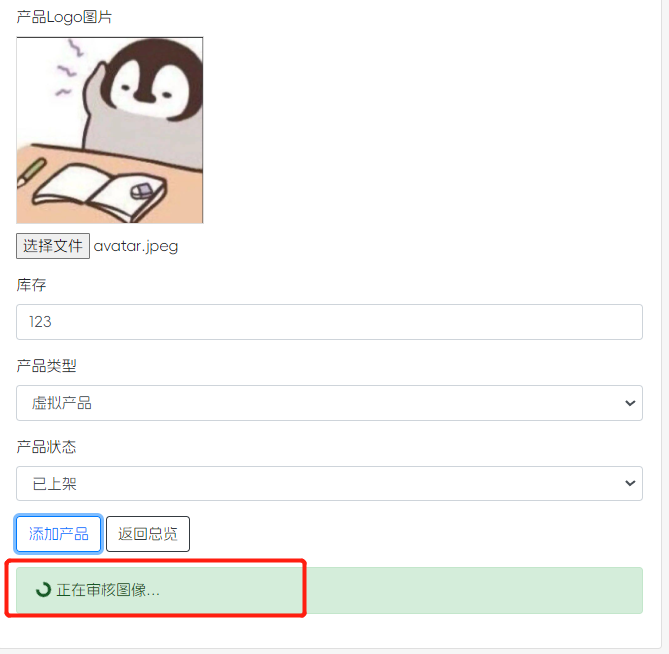 产品Logo图片
选择文件 avatar.jpeg
库存
123
产品类型
虚拟产品
产品状态
已上架
添加产品 返回总览
正在审核图像...